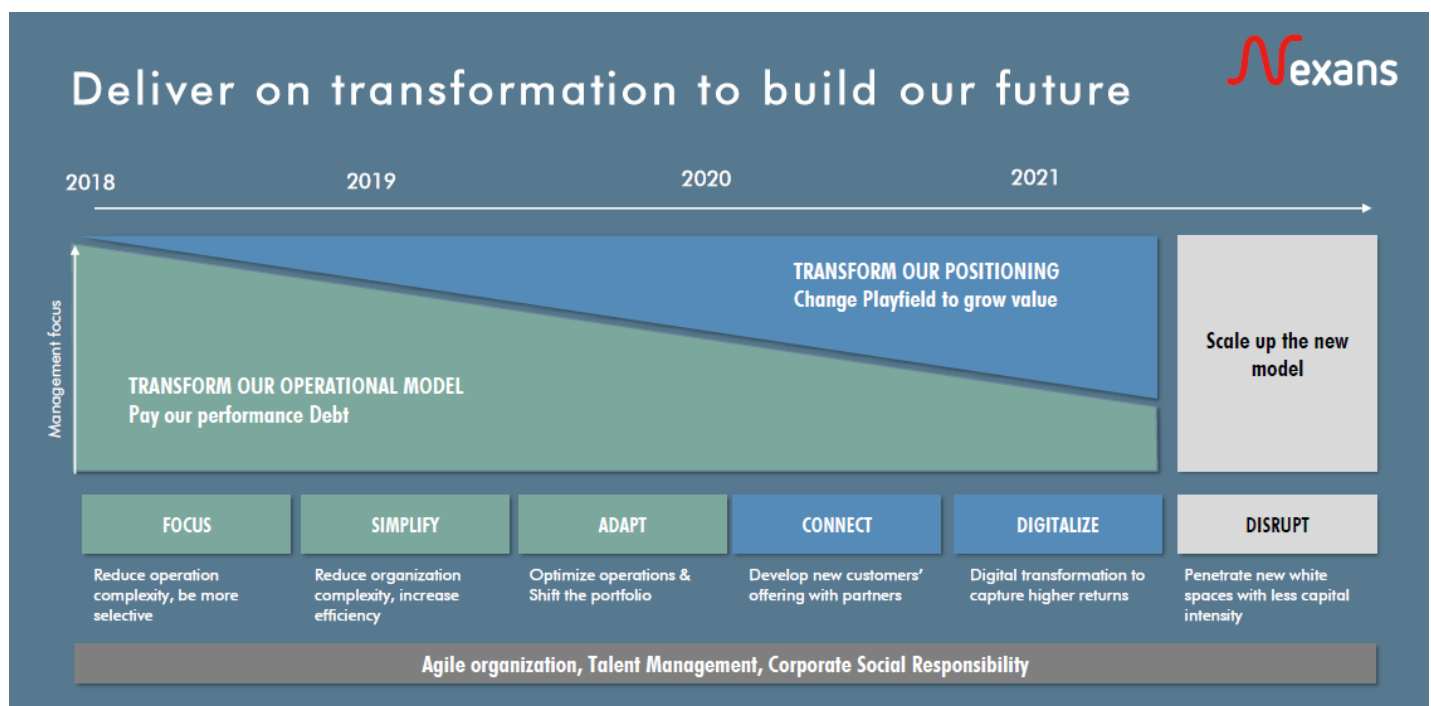 Deliver on transformation to build our future
Nexans
2018
2019
2020
2021
Management focus
TRANSFORM OUR POSITIONING
Change Playfield to grow value
TRANSFORM OUR OPERATIONAL MODEL
Pay our performance Debt
Scale up the new
model
FOCUS
SIMPLIFY
ADAPT
CONNECT
DIGITALIZE
DISRUPT
Reduce operation
complexity, be more
selective
Reduce organization
complexity, increase
efficiency
Optimize operations &
Shift the portfolio
Develop new customers’
offering with partners
Digital transformation to
capture higher returns
Penetrate new white
spaces with less capital
intensity
Agile organization, Talent Management, Corporate Social Responsibility